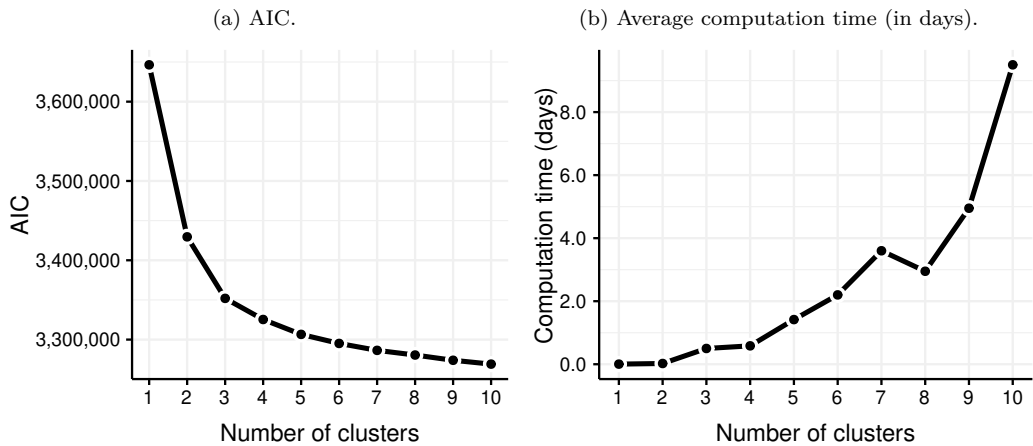 (a) AIC.
3,600,000
3,500,000
3,400,000
3,300,000
AIC
1 2 3 4 5 6 7 8 9 10
Number of clusters
(b) Average computation time (in days).
8.0
6.0
4.0
2.0
0.0
Computation time (days)
1 2 3 4 5 6 7 8 9 10
Number of clusters